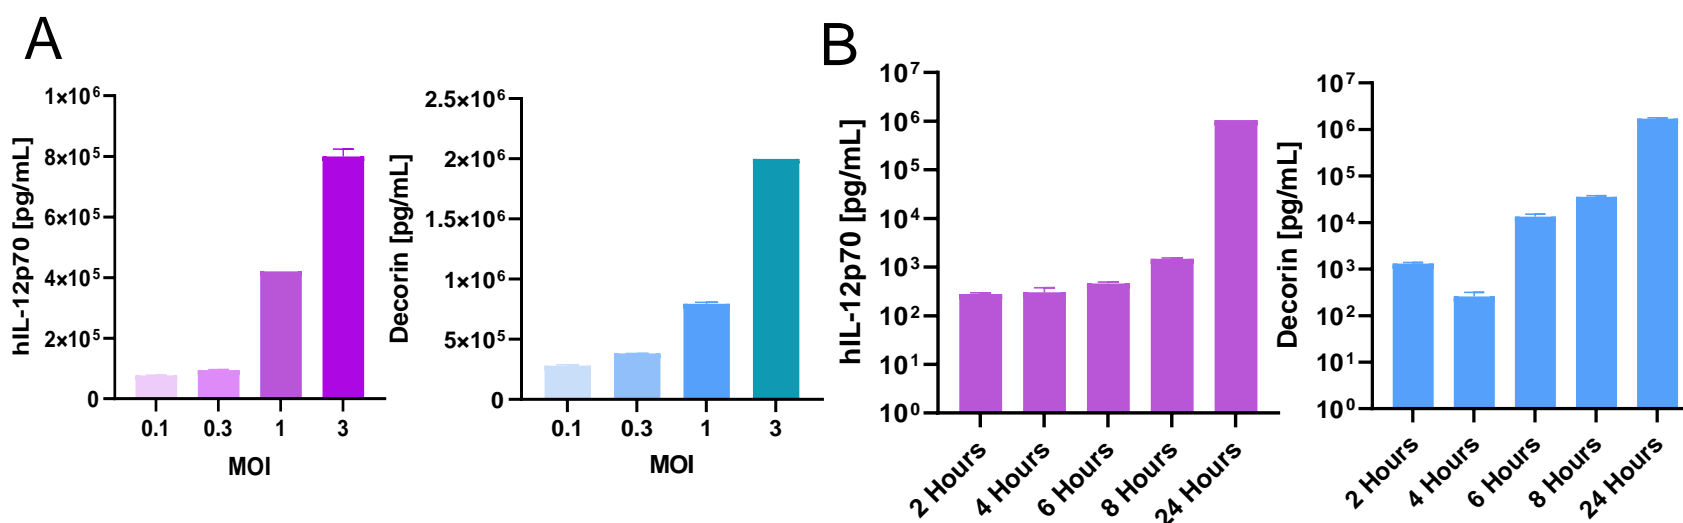 A
hIL-12p70 [pg/mL]
1×10⁶
8×10⁵
6×10⁵
4×10⁵
2×10⁵
0
0.1 0.3 1 3
MOI
Decorin [pg/mL]
2.5×10⁶
2×10⁶
1.5×10⁶
1×10⁶
5×10⁵
0
0.1 0.3 1 3
MOI
B
hIL-12p70 [pg/mL]
10⁷
10⁶
10⁵
10⁴
10³
10²
10¹
10⁰
2 Hours
4 Hours
6 Hours
8 Hours
24 Hours
Decorin [pg/mL]
10⁷
10⁶
10⁵
10⁴
10³
10²
10¹
10⁰
2 Hours
4 Hours
6 Hours
8 Hours
24 Hours